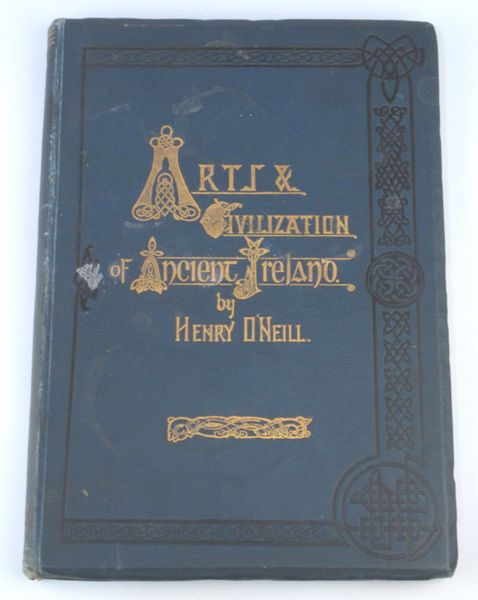 Arts &
Civilization
of Ancient Ireland.
by
Henry O'Neill.